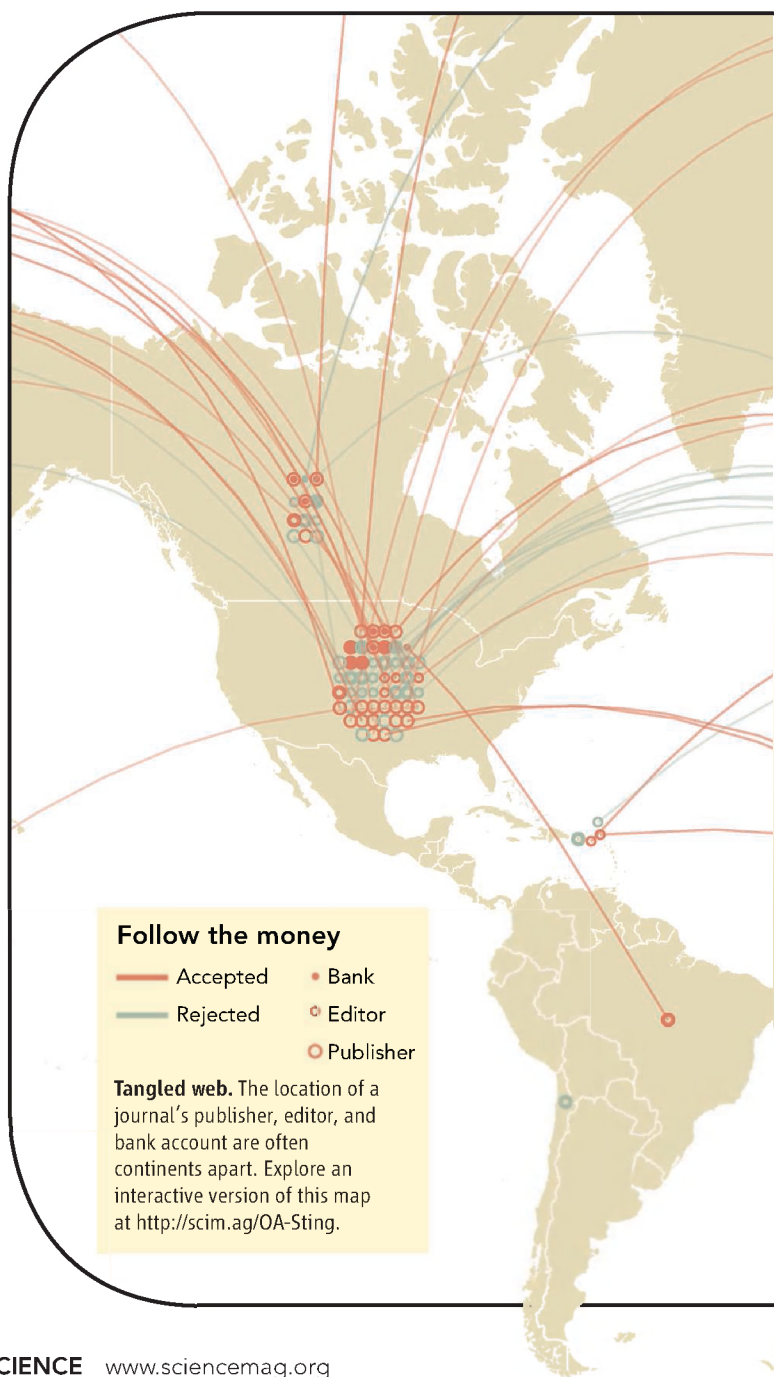 Follow the money
Accepted
Rejected
Bank
Editor
Publisher
Tangled web. The location of a
journal's publisher, editor, and
bank account are often
continents apart. Explore an
interactive version of this map
at http://scim.ag/OA-Sting.
CIENCE www.sciencemag.org